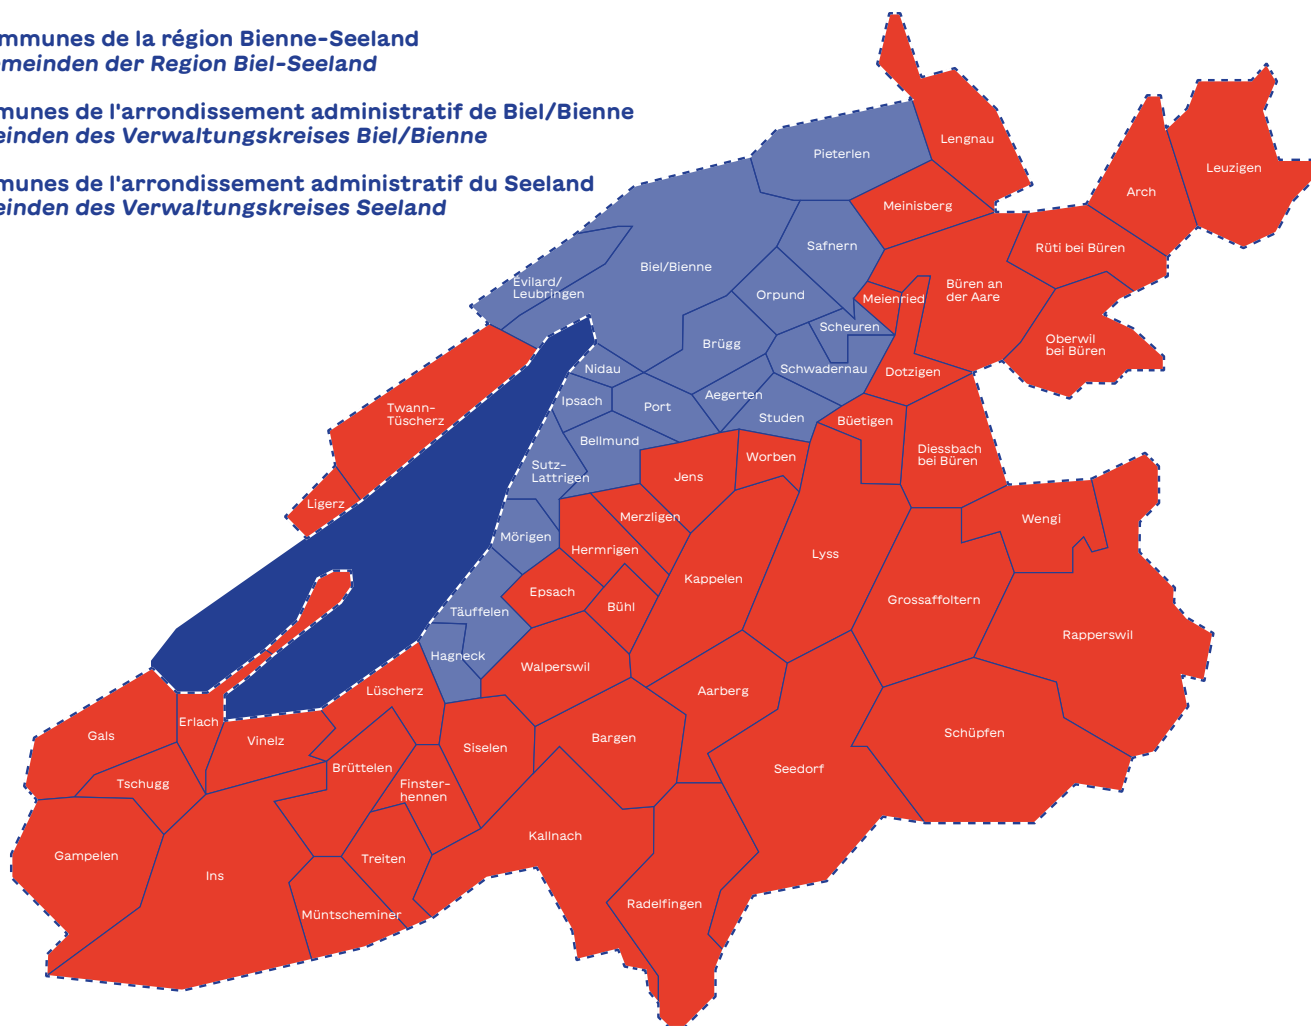 ommunes de la région Bienne-Seeland
emeinden der Region Biel-Seeland
munes de l'arrondissement administratif de Biel/Bienne
einden des Verwaltungskreises Biel/Bienne
munes de l'arrondissement administratif du Seeland
einden des Verwaltungskreises Seeland
Lengnau
Pieterlen
Leuzigen
Arch
Meinisberg
Safnern
Rüti bei Büren
Biel/Bienne
Evilard/
Leubringen
Orpund
Meienried
Büren an
der Aare
Scheuren
Brügg
Oberwil
bei Büren
Nidau
Schwadernau
Dotzigen
Ipsach
Port
Aegerten
Studen
Twann-
Tüscherz
Büetigen
Bellmund
Diessbach
bei Büren
Worben
Sutz-
Lattrigen
Jens
Ligerz
Merzligen
Wengi
Mörigen
Hermrigen
Lyss
Kappelen
Epsach
Bühl
Grossaffoltern
Täuffelen
Rapperswil
Hagneck
Walperswil
Lüscherz
Aarberg
Erlach
Gals
Vinelz
Siselen
Bargen
Schüpfen
Brüttelen
Seedorf
Tschugg
Finster-
hennen
Kallnach
Gampelen
Treiten
Ins
Radelfingen
Müntscheminer